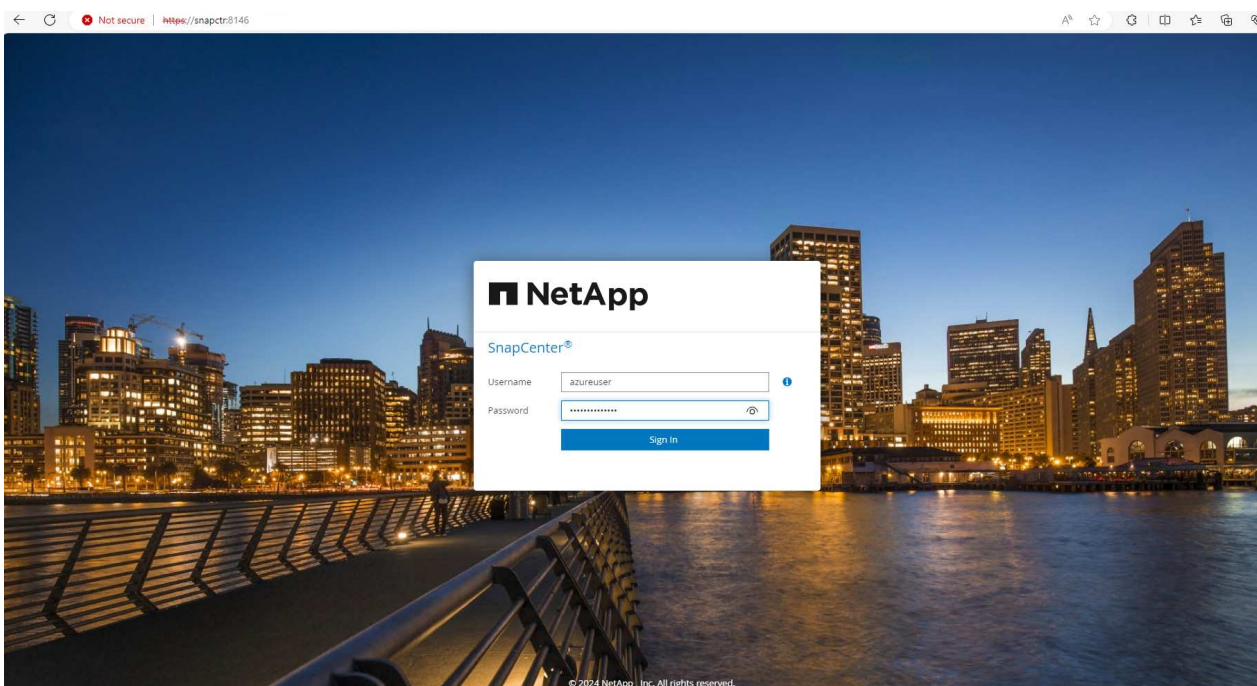 Not secure | https://snapctr:8146
NetApp
SnapCenter®
Username azureuser
Password ••••••••••••••
Sign In
© 2024 NetApp , Inc. All rights reserved.